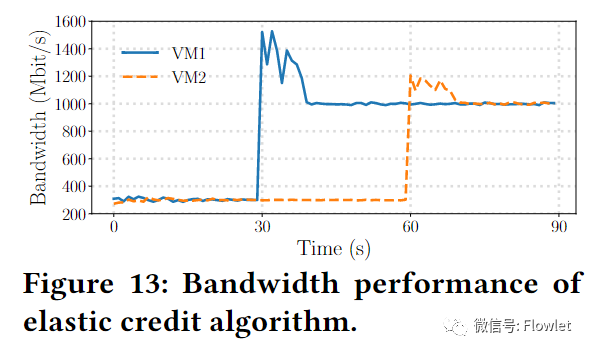 1600
1400
1200
1000
800
600
400
200
Bandwidth (Mbit/s)
VM1
VM2
0
30
60
90
Time (s)
Figure 13: Bandwidth performance of
elastic credit algorithm.
微信号: Flowlet